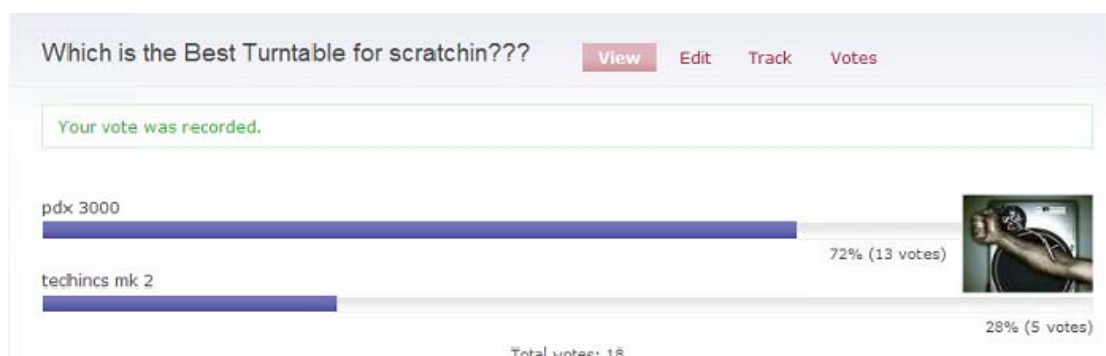 Which is the Best Turntable for scratchin??? View Edit Track Votes
Your vote was recorded.
pdx 3000
72% (13 votes)
techincs mk 2
28% (5 votes)
Total votes: 18